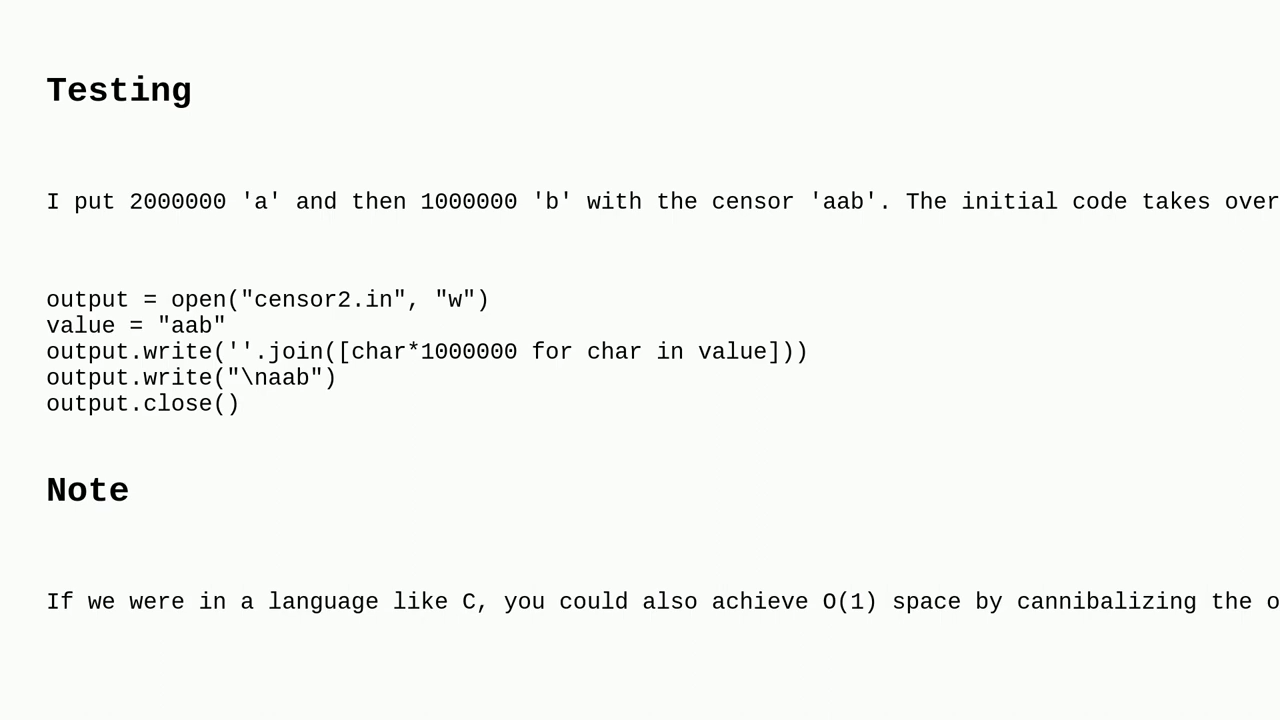 Testing
I put 2000000 'a' and then 1000000 'b' with the censor 'aab'. The initial code takes over
output = open("censor2.in", "w")
value = "aab"
output.write(''.join([char*1000000 for char in value]))
output.write("\naab")
output.close()
Note
If we were in a language like C, you could also achieve O(1) space by cannibalizing the